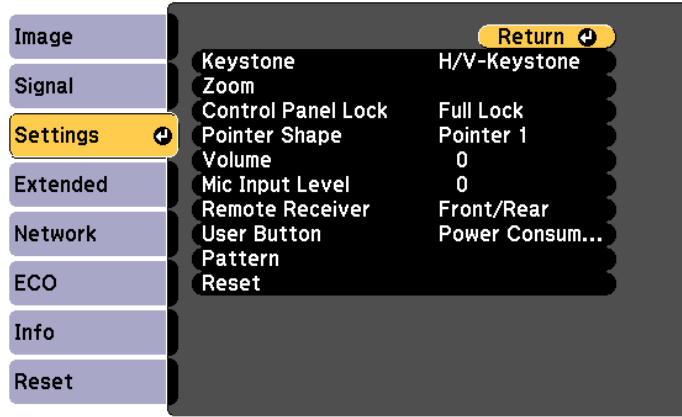 Image
Signal
Settings
Extended
Network
ECO
Info
Reset
Return
Keystone H/V-Keystone
Zoom
Control Panel Lock Full Lock
Pointer Shape Pointer 1
Volume 0
Mic Input Level 0
Remote Receiver Front/Rear
User Button Power Consum...
Pattern
Reset